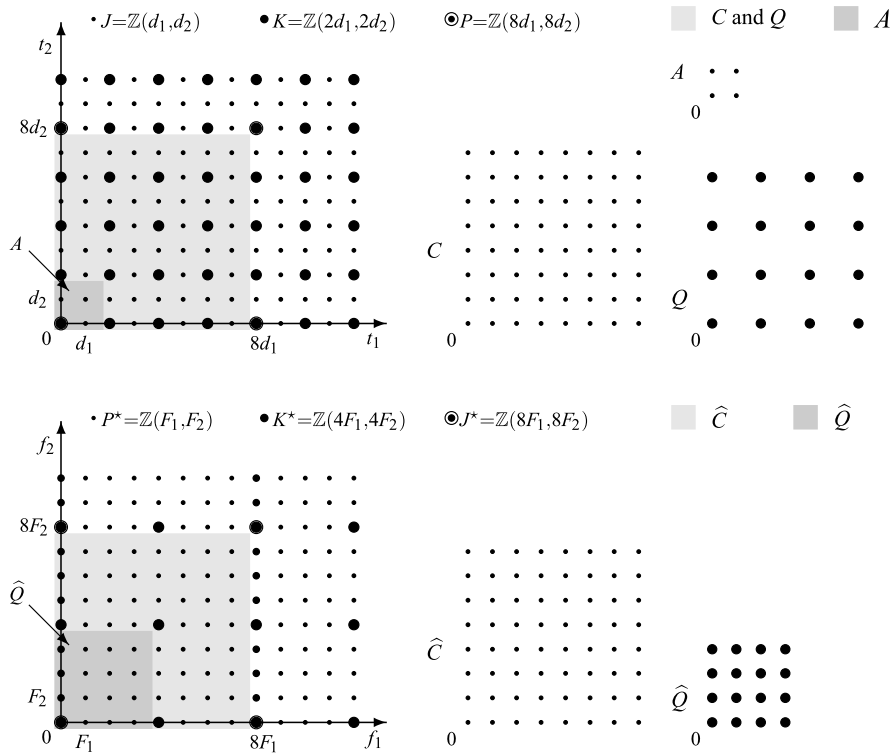 J=ℤ(d₁,d₂) K=ℤ(2d₁,2d₂) P=ℤ(8d₁,8d₂) C and Q A
t₂
A
0
8d₂
C
A
Q
d₂
0
d₁
8d₁
t₁
0
0
P⋆=ℤ(F₁,F₂) K⋆=ℤ(4F₁,4F₂) J⋆=ℤ(8F₁,8F₂) Ĉ Q̂
f₂
8F₂
Q̂
Ĉ
F₂
Q̂
0
F₁
8F₁
f₁
0
0